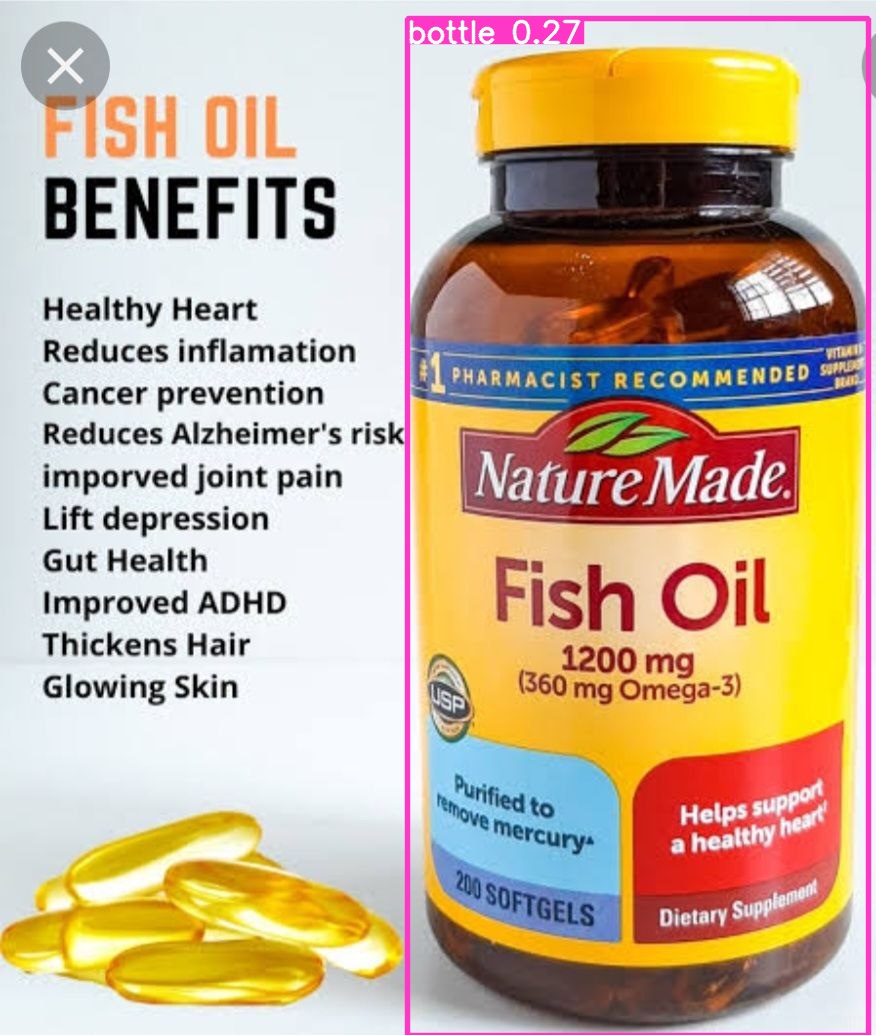 bottle 0.27
FISH OIL
BENEFITS
Healthy Heart
Reduces inflamation
Cancer prevention
Reduces Alzheimer's risk
imporved joint pain
Lift depression
Gut Health
Improved ADHD
Thickens Hair
Glowing Skin
#1 PHARMACIST RECOMMENDED
SUPPLEMENT
BRAND
Nature Made®
Fish Oil
1200 mg
(360 mg Omega-3)
USP
Purified to
remove mercury
200 SOFTGELS
Helps support
a healthy heart†
Dietary Supplement